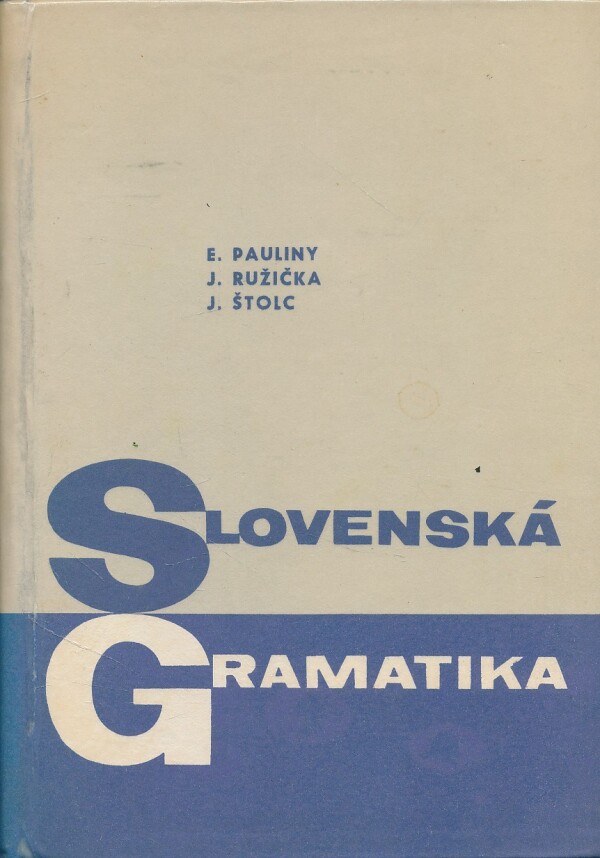 E. PAULINY
J. RUŽIČKA
J. ŠTOLC
SLOVENSKÁ
GRAMATIKA